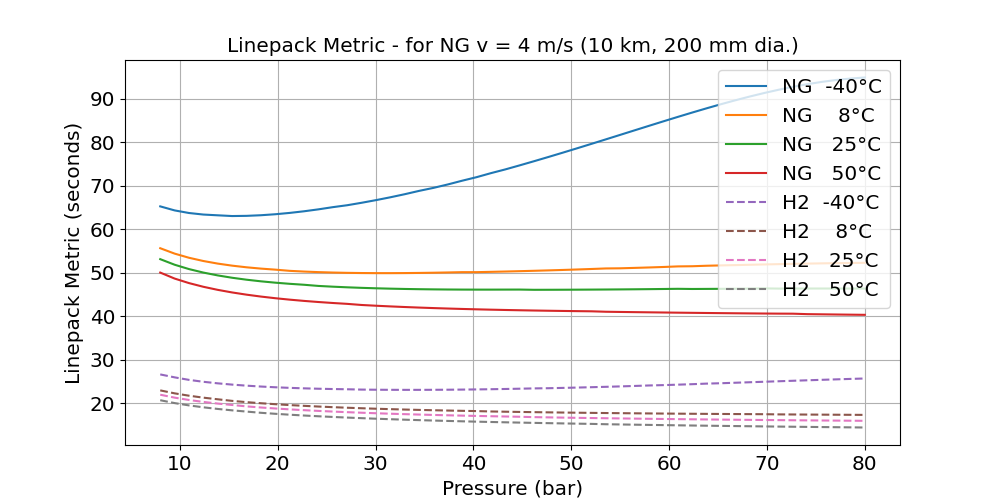 Linepack Metric - for NG v = 4 m/s (10 km, 200 mm dia.)
Linepack Metric (seconds)
90
80
70
60
50
40
30
20
NG -40°C
NG 8°C
NG 25°C
NG 50°C
H2 -40°C
H2 8°C
H2 25°C
H2 50°C
10 20 30 40 50 60 70 80
Pressure (bar)